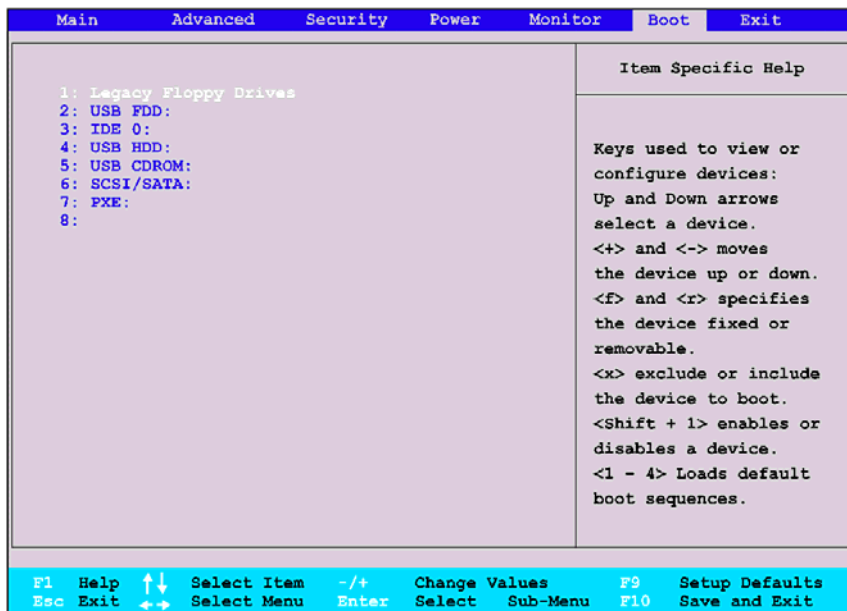 Main Advanced Security Power Monitor Boot Exit
1: Legacy Floppy Drives
2: USB FDD:
3: IDE 0:
4: USB HDD:
5: USB CDROM:
6: SCSI/SATA:
7: PXE:
8:
Item Specific Help
Keys used to view or
configure devices:
Up and Down arrows
select a device.
<+> and <-> moves
the device up or down.
<f> and <r> specifies
the device fixed or
removable.
<x> exclude or include
the device to boot.
<Shift + 1> enables or
disables a device.
<1 - 4> Loads default
boot sequences.
F1 Help ↑↓ Select Item -/+ Change Values F9 Setup Defaults
Esc Exit ←→ Select Menu Enter Select Sub-Menu F10 Save and Exit